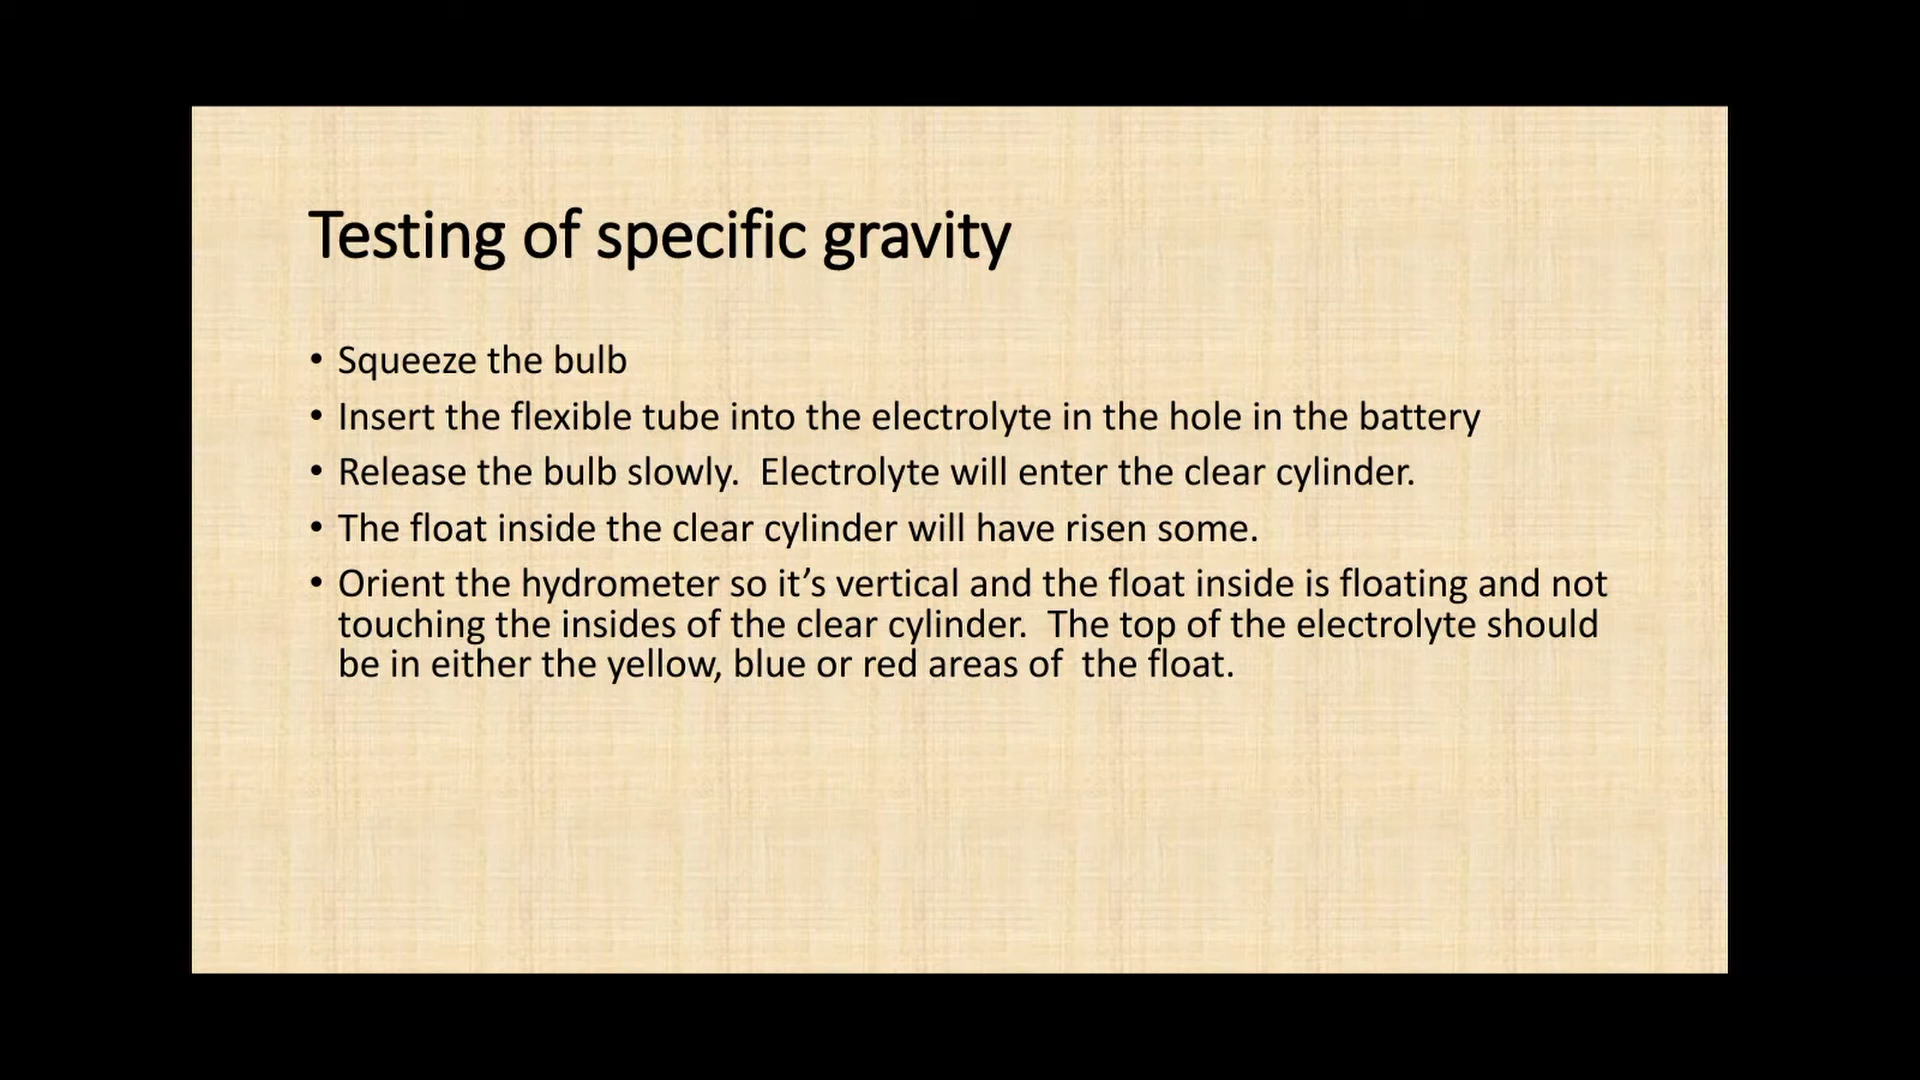 Testing of specific gravity
• Squeeze the bulb
• Insert the flexible tube into the electrolyte in the hole in the battery
• Release the bulb slowly.  Electrolyte will enter the clear cylinder.
• The float inside the clear cylinder will have risen some.
• Orient the hydrometer so it’s vertical and the float inside is floating and not
touching the insides of the clear cylinder.  The top of the electrolyte should
be in either the yellow, blue or red areas of  the float.